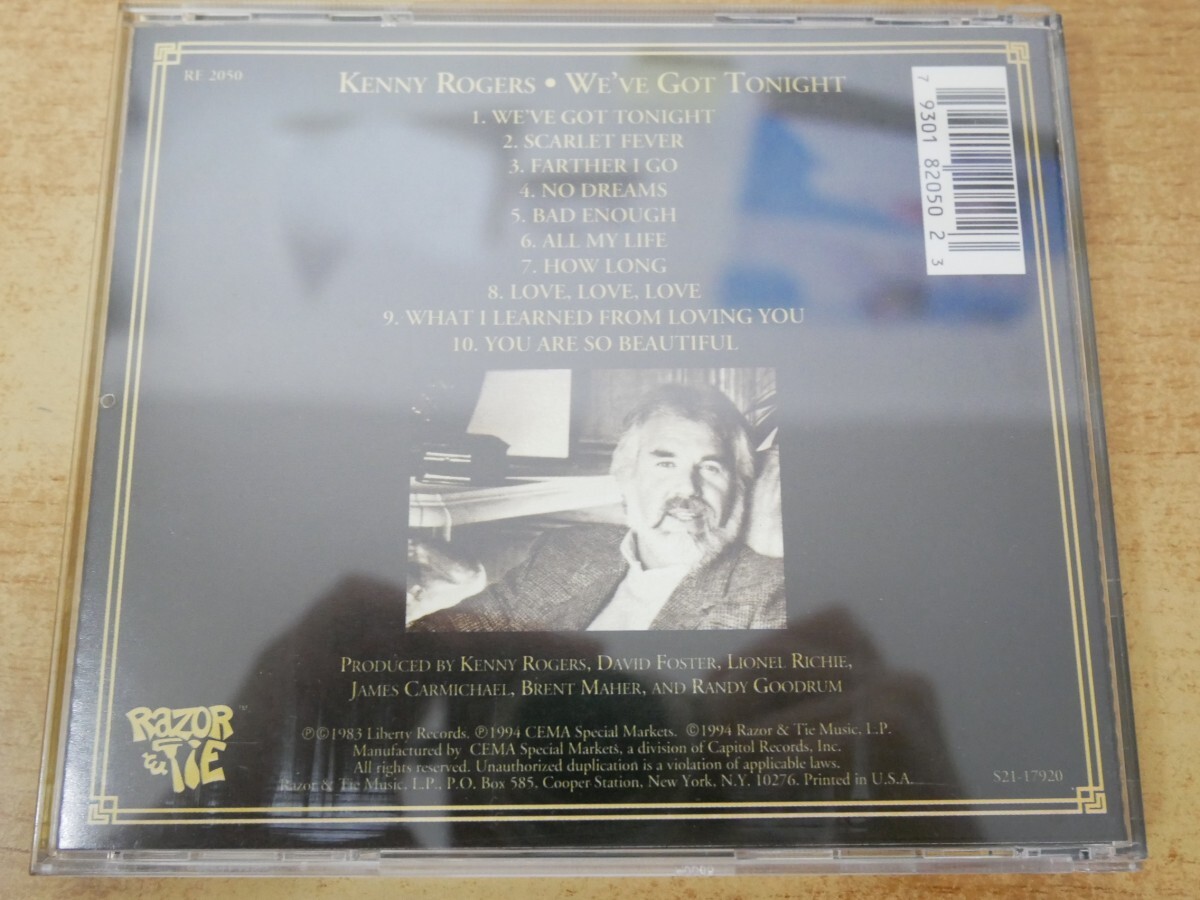 RE 2050
KENNY ROGERS • WE'VE GOT TONIGHT
1. WE'VE GOT TONIGHT
2. SCARLET FEVER
3. FARTHER I GO
4. NO DREAMS
5. BAD ENOUGH
6. ALL MY LIFE
7. HOW LONG
8. LOVE, LOVE, LOVE
9. WHAT I LEARNED FROM LOVING YOU
10. YOU ARE SO BEAUTIFUL
7 93018 2050 2 3
PRODUCED BY KENNY ROGERS, DAVID FOSTER, LIONEL RICHIE,
JAMES CARMICHAEL, BRENT MAHER, AND RANDY GOODRUM
RAZOR
& TIE
℗©1983 Liberty Records. ℗1994 CEMA Special Markets. ©1994 Razor & Tie Music, L.P.
Manufactured by CEMA Special Markets, a division of Capitol Records, Inc.
All rights reserved. Unauthorized duplication is a violation of applicable laws.
Razor & Tie Music, L.P., P.O. Box 585, Cooper Station, New York, N.Y. 10276. Printed in U.S.A.
S21-17920